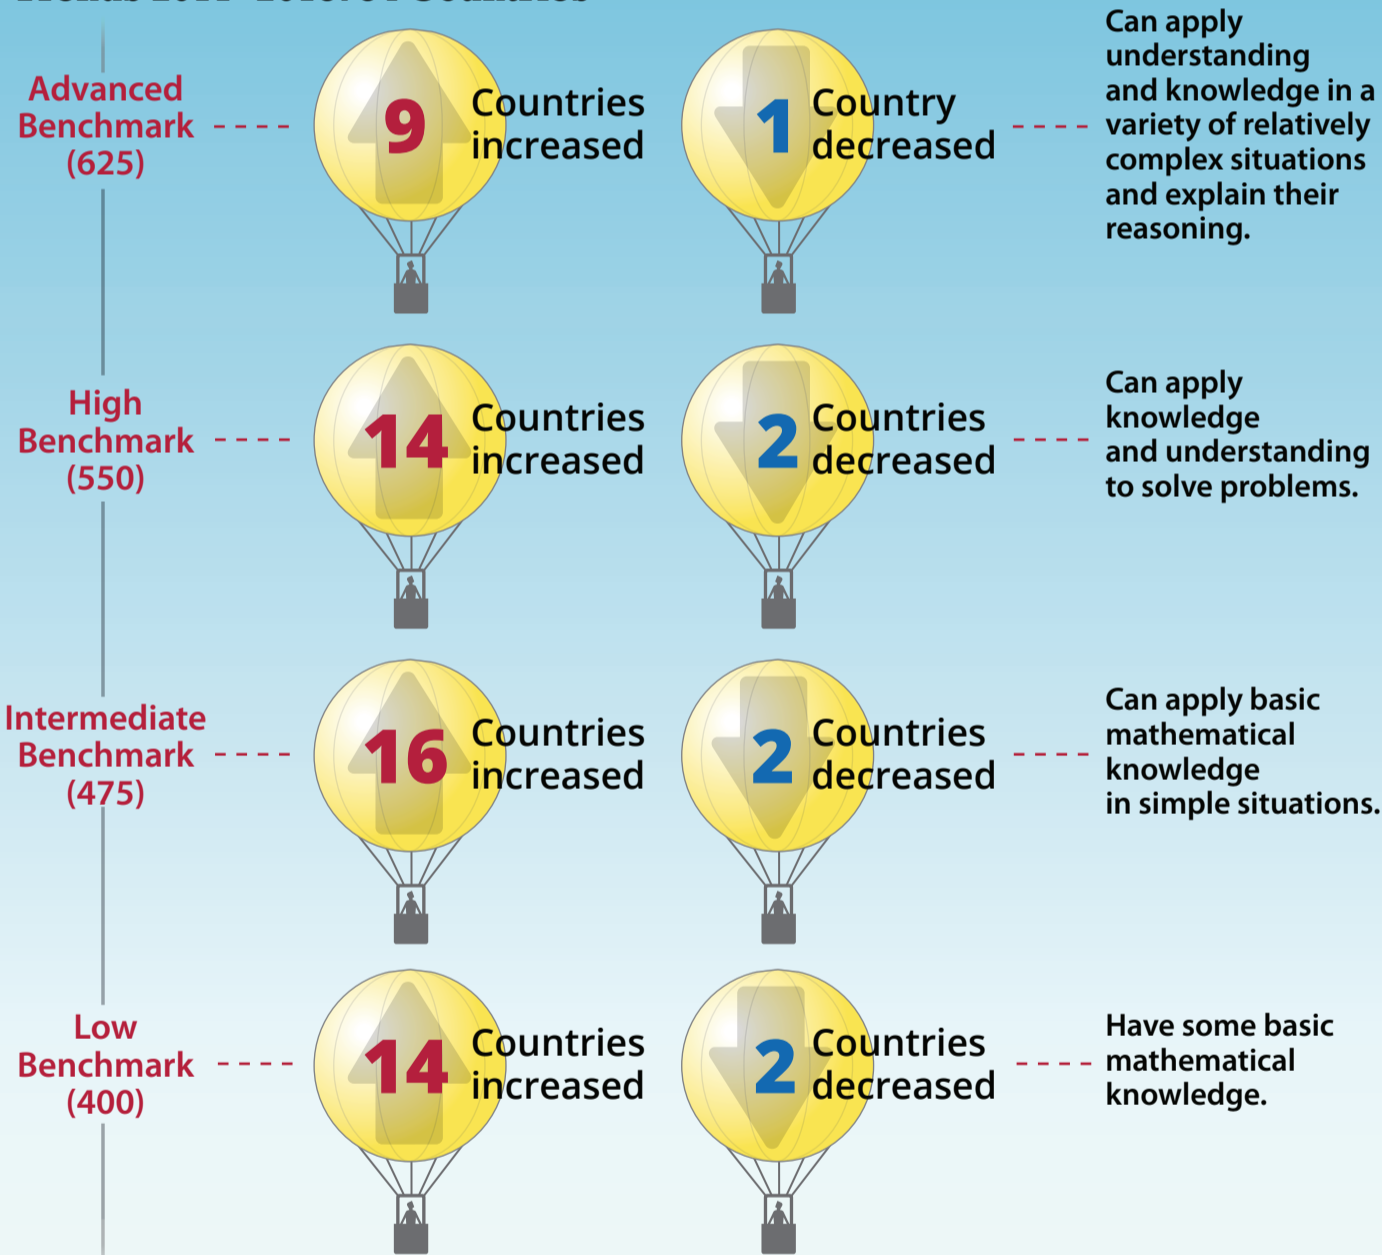 Advanced
Benchmark
(625)
9
Countries
increased
1
Country
decreased
Can apply
understanding
and knowledge in a
variety of relatively
complex situations
and explain their
reasoning.
High
Benchmark
(550)
14
Countries
increased
2
Countries
decreased
Can apply
knowledge
and understanding
to solve problems.
Intermediate
Benchmark
(475)
16
Countries
increased
2
Countries
decreased
Can apply basic
mathematical
knowledge
in simple situations.
Low
Benchmark
(400)
14
Countries
increased
2
Countries
decreased
Have some basic
mathematical
knowledge.